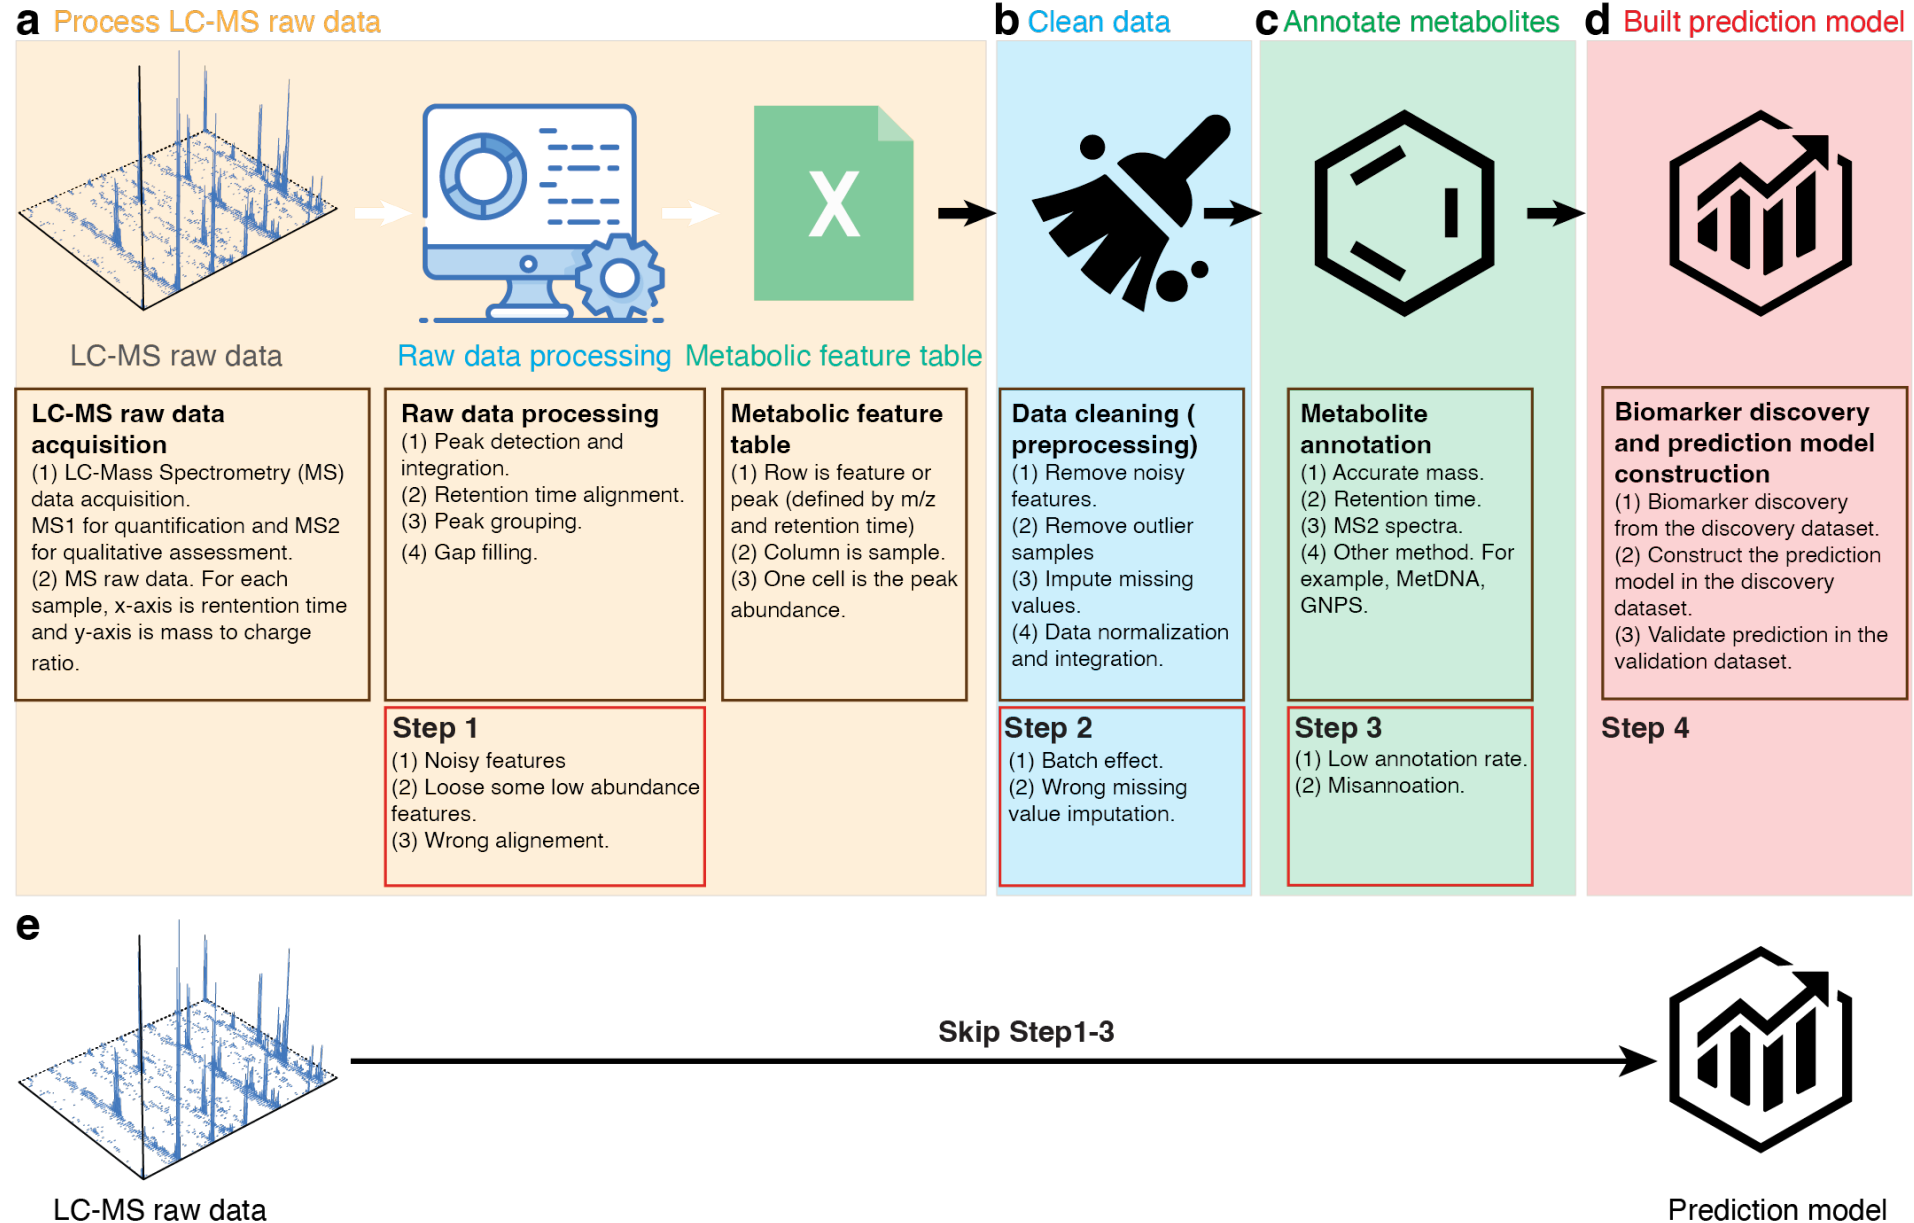 a Process LC-MS raw data
b Clean data
c Annotate metabolites
d Built prediction model
X
LC-MS raw data
Raw data processing
Metabolic feature table
LC-MS raw data
acquisition
(1) LC-Mass Spectrometry (MS)
data acquisition.
MS1 for quantification and MS2
for qualitative assessment.
(2) MS raw data. For each
sample, x-axis is rentention time
and y-axis is mass to charge
ratio.
Raw data processing
(1) Peak detection and
integration.
(2) Retention time alignment.
(3) Peak grouping.
(4) Gap filling.
Metabolic feature
table
(1) Row is feature or
peak (defined by m/z
and retention time)
(2) Column is sample.
(3) One cell is the peak
abundance.
Data cleaning (
preprocessing)
(1) Remove noisy
features.
(2) Remove outlier
samples
(3) Impute missing
values.
(4) Data normalization
and integration.
Metabolite
annotation
(1) Accurate mass.
(2) Retention time.
(3) MS2 spectra.
(4) Other method. For
example, MetDNA,
GNPS.
Biomarker discovery
and prediction model
construction
(1) Biomarker discovery
from the discovery dataset.
(2) Construct the prediction
model in the discovery
dataset.
(3) Validate prediction in the
validation dataset.
Step 1
(1) Noisy features
(2) Loose some low abundance
features.
(3) Wrong alignement.
Step 2
(1) Batch effect.
(2) Wrong missing
value imputation.
Step 3
(1) Low annotation rate.
(2) Misannoation.
Step 4
e
Skip Step1-3
LC-MS raw data
Prediction model